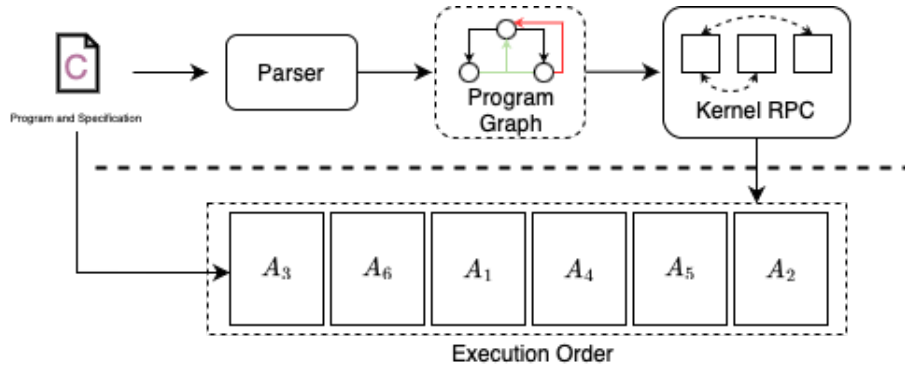 C
Program and Specification
Parser
Program
Graph
Kernel RPC
A₃ A₆ A₁ A₄ A₅ A₂
Execution Order